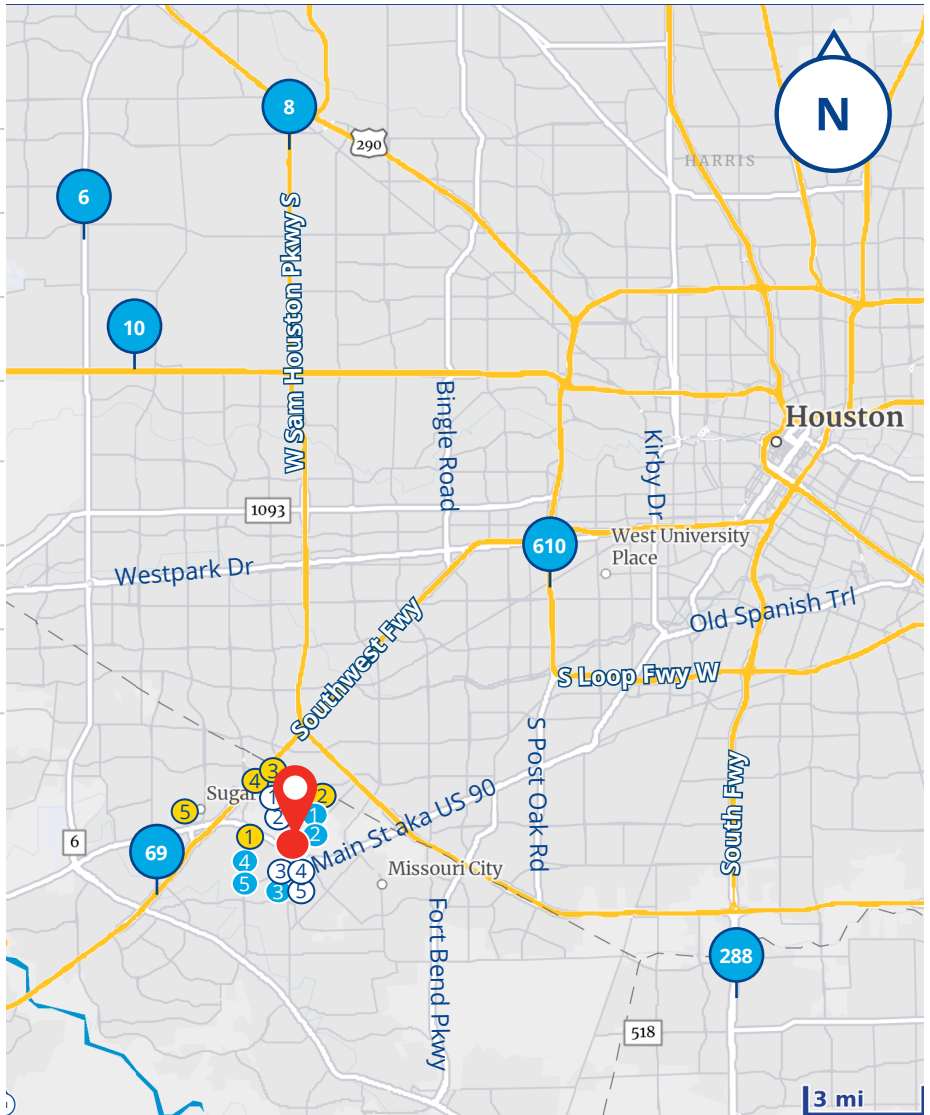 8
N
290
HARRIS
6
W Sam Houston Pkwy S
10
Bingle Road
Houston
Kirby Dr
1093
610
West University
Place
Westpark Dr
Old Spanish Trl
Southwest Fwy
S Loop Fwy W
S Post Oak Rd
South Fwy
3
4
Sugar
1
2
5
1
2
1
2
6
69
Main St aka US 90
4
3
4
Missouri City
5
3
5
Fort Bend Pkwy
288
518
3 mi